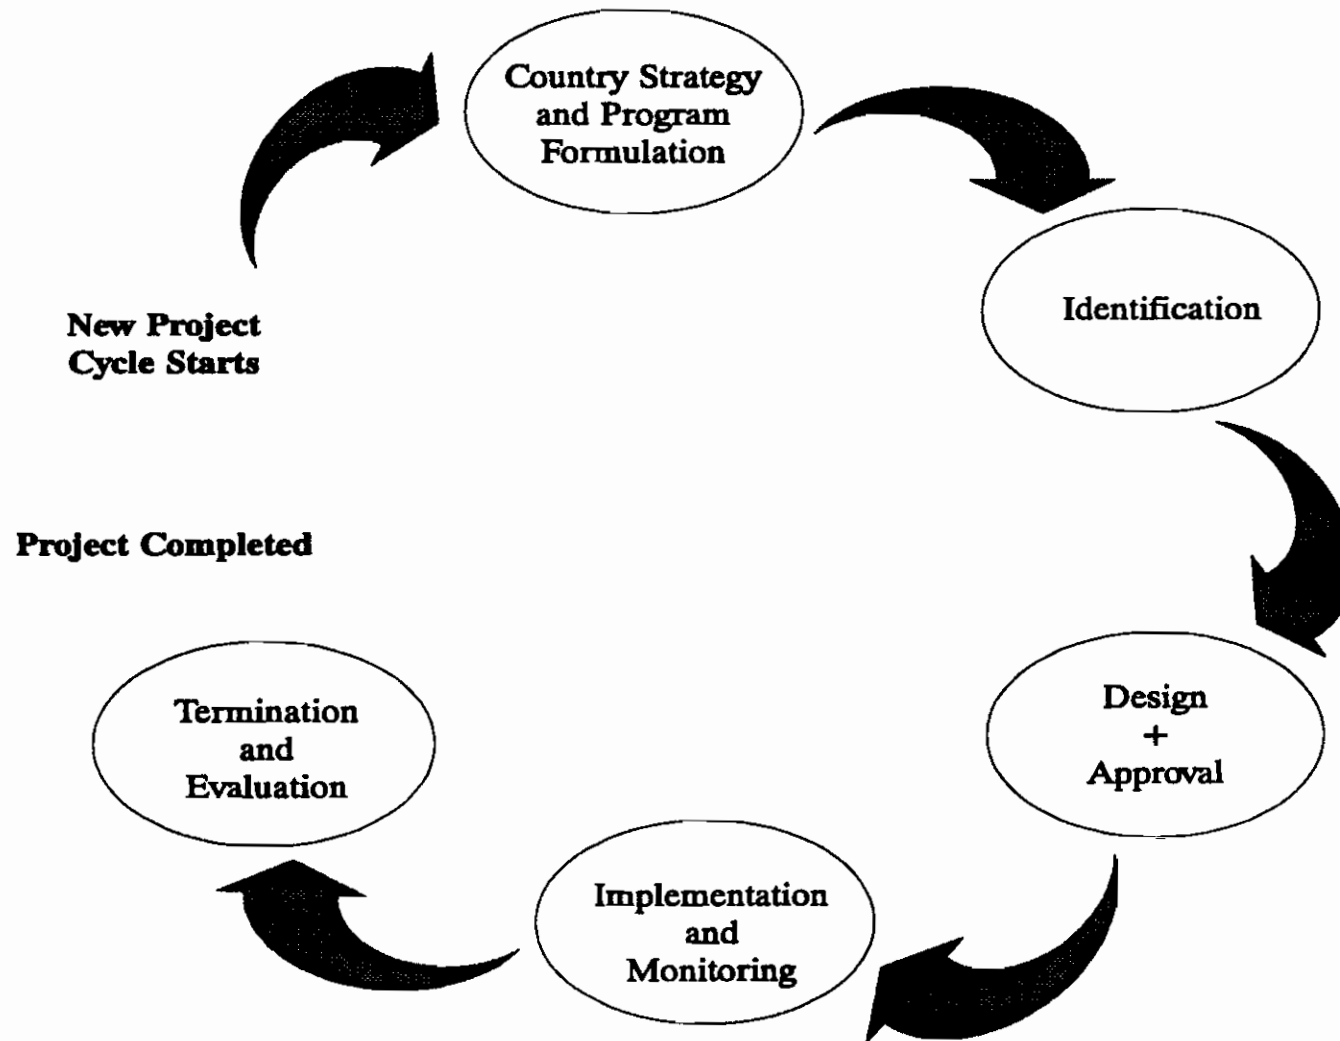 Country Strategy
and Program
Formulation
Identification
New Project
Cycle Starts
Project Completed
Design
+
Approval
Termination
and
Evaluation
Implementation
and
Monitoring